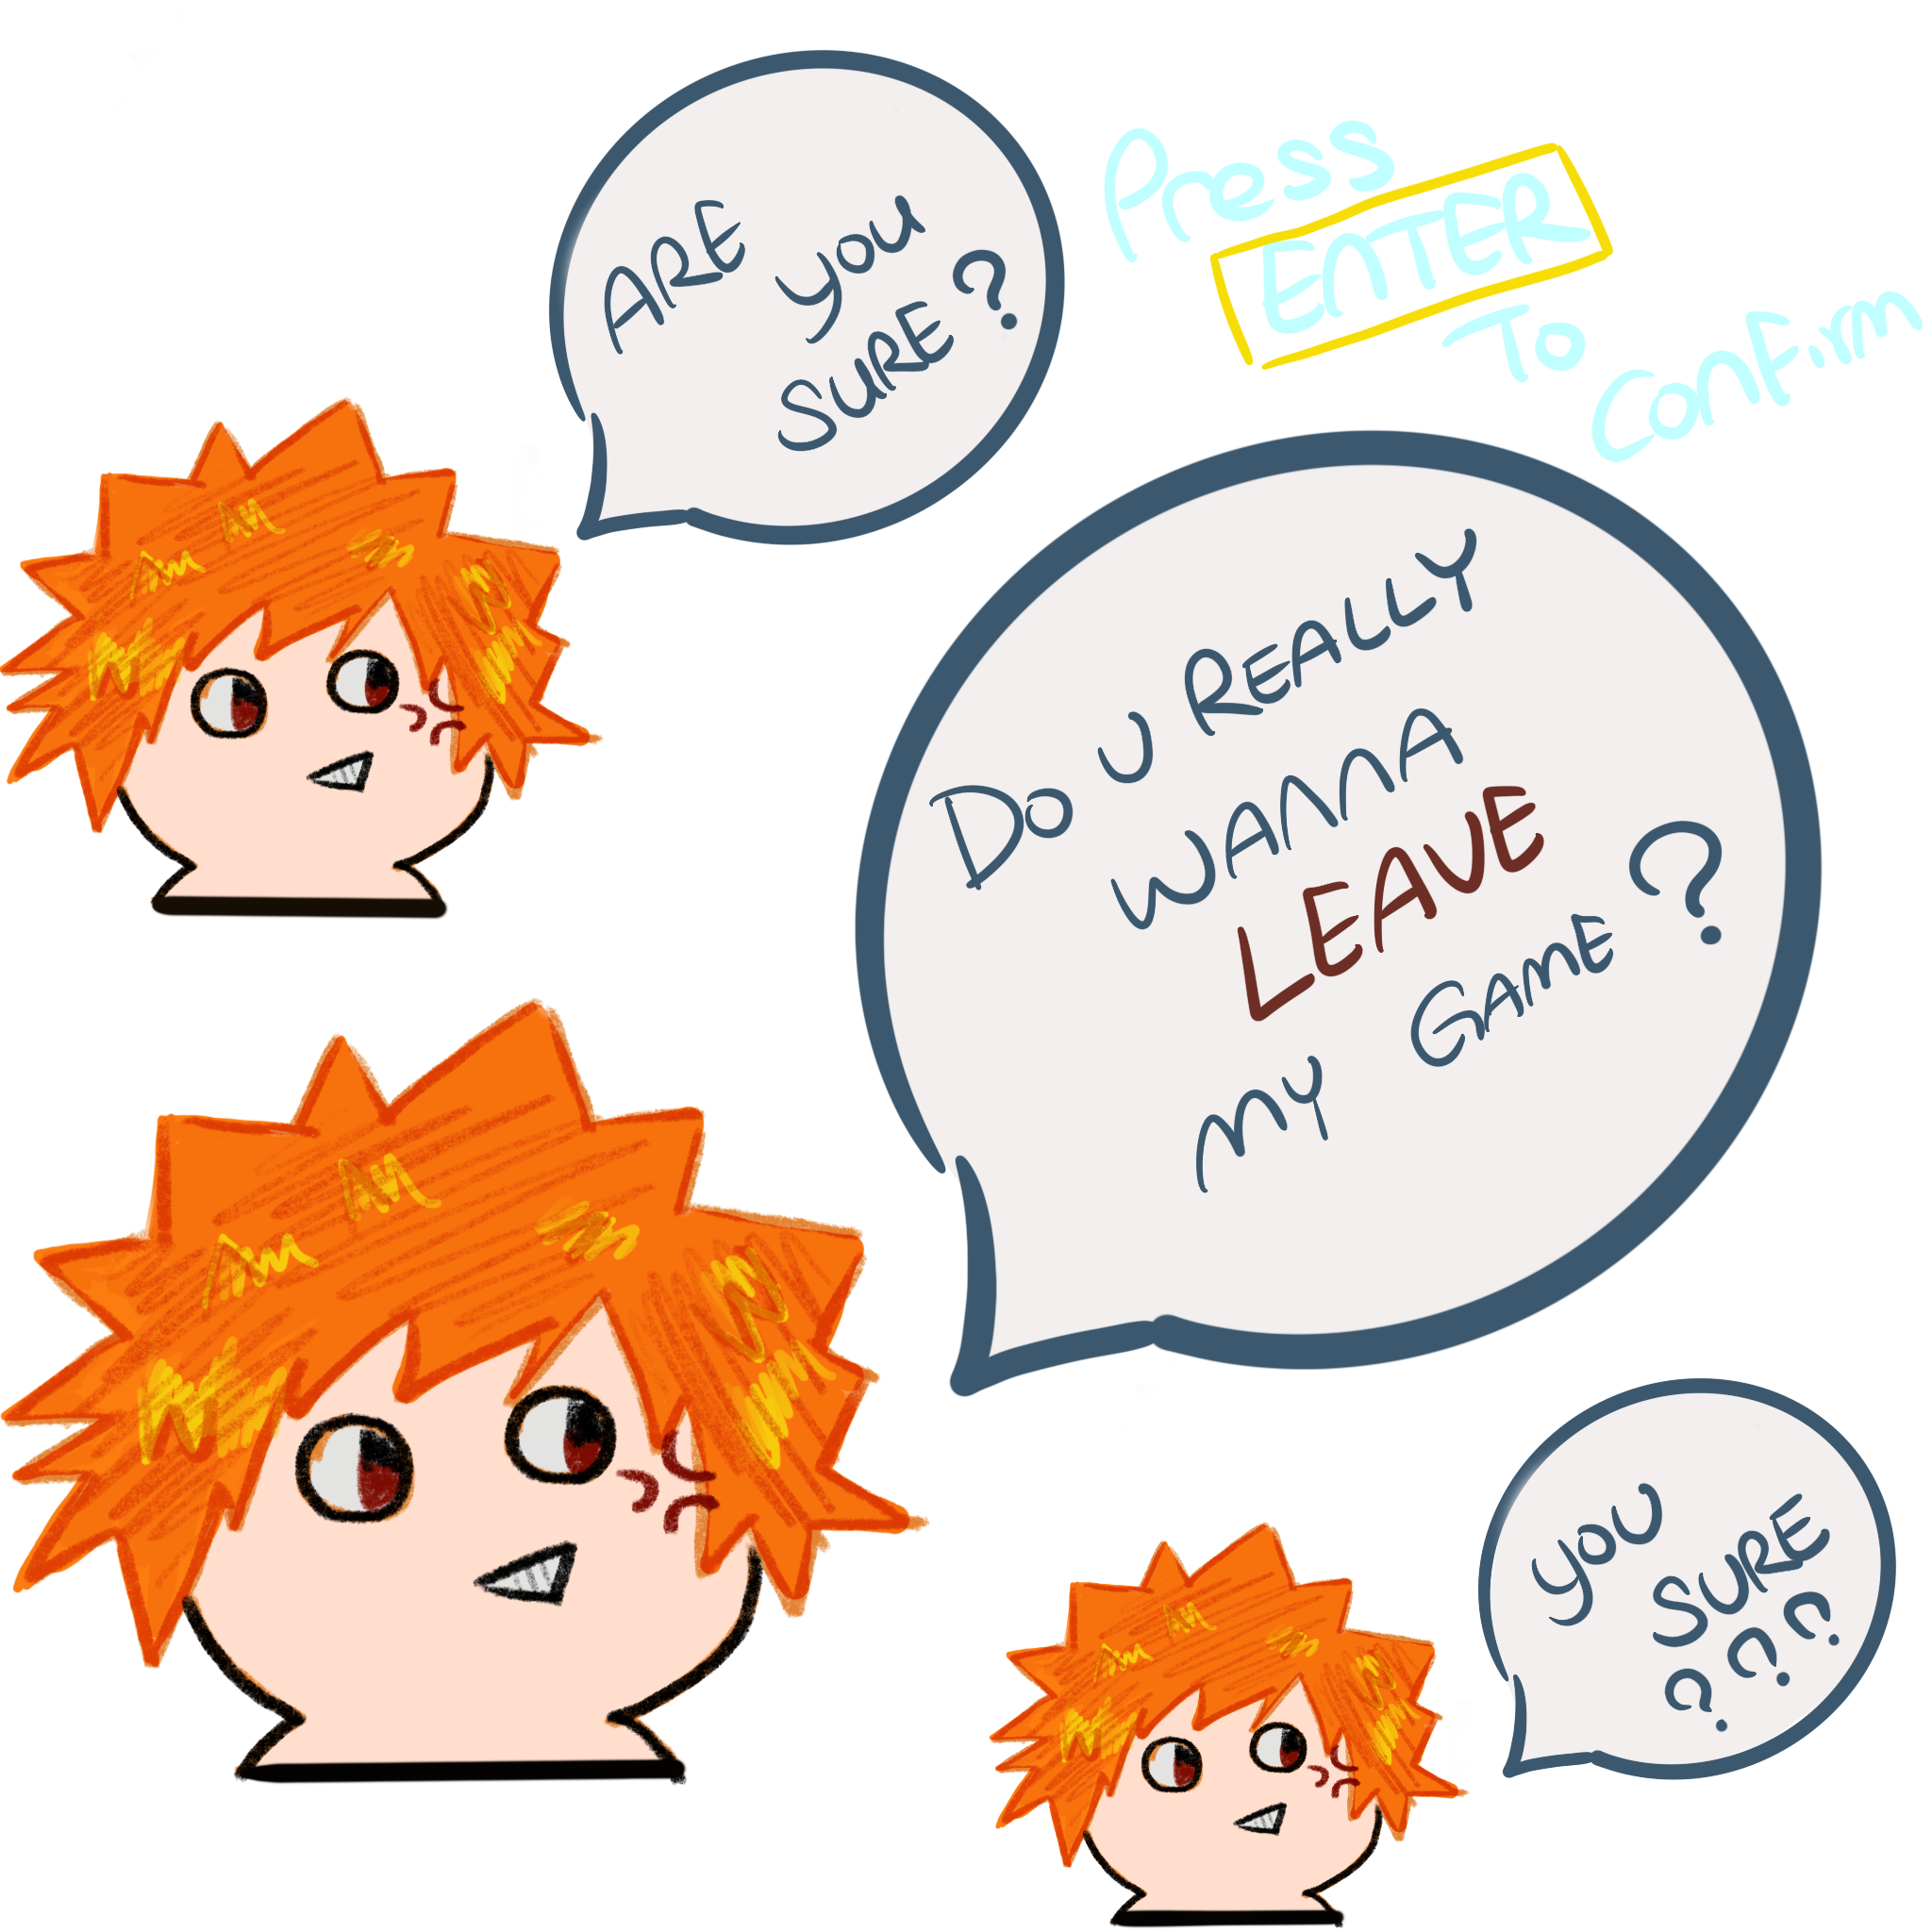 ARE
you
SURE?
Press
ENTER
To
ConFirm
Do U REALLY
WANNA
LEAVE
MY GAME?
you
SURE
???